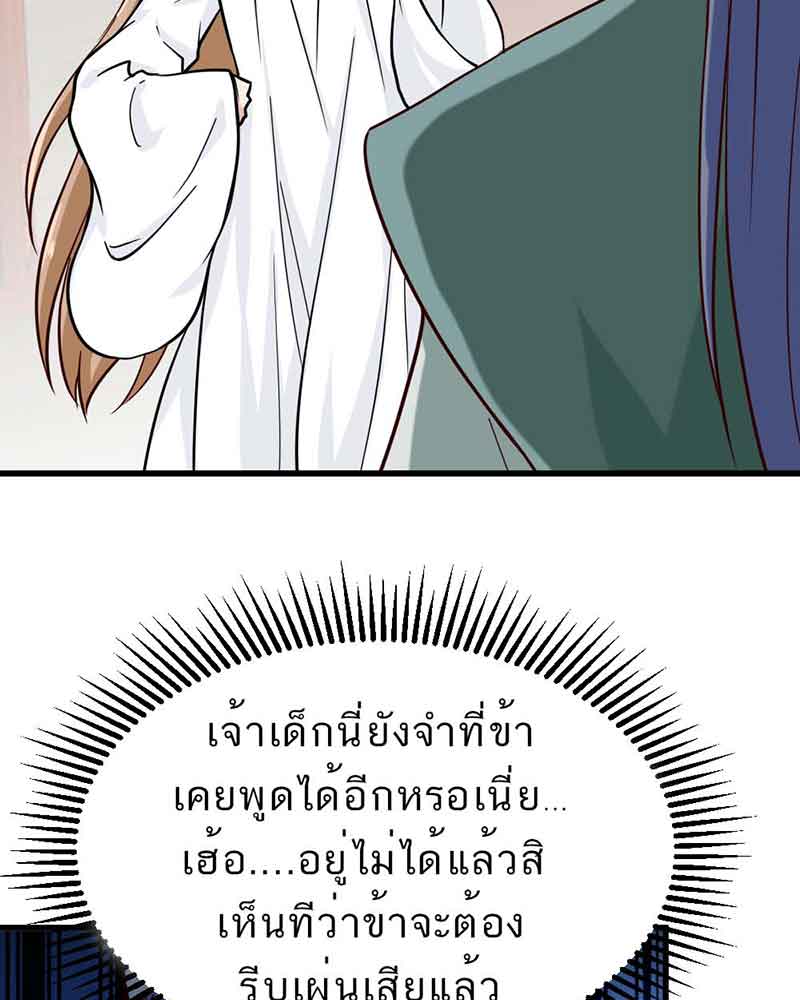 เจ้าเด็กนี่ยังจำที่ข้า
เคยพูดได้อีกหรอเนี่ย...
เฮ้อ....อยู่ไม่ได้แล้วสิ
เห็นทีว่าข้าจะต้อง
รีบเผ่นเสียแล้ว